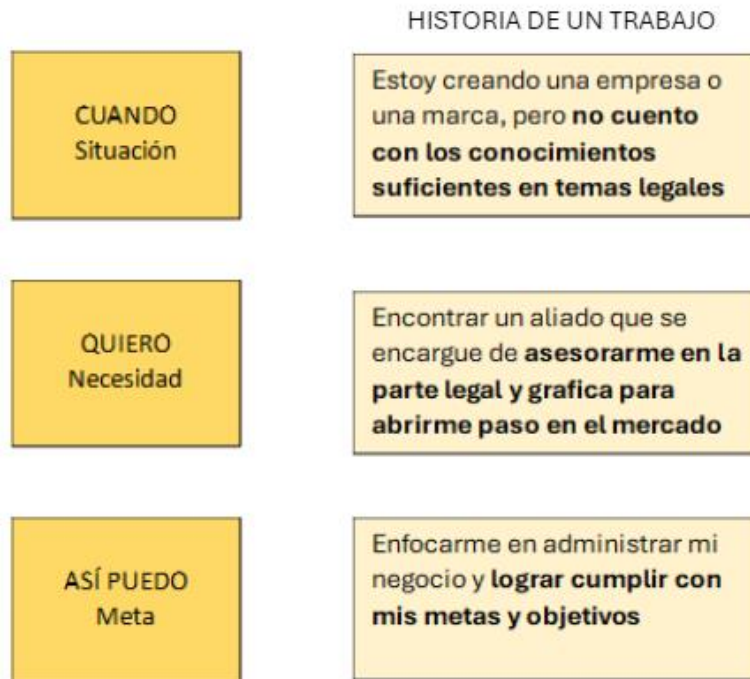 HISTORIA DE UN TRABAJO
CUANDO
Situación
Estoy creando una empresa o
una marca, pero no cuento
con los conocimientos
suficientes en temas legales
QUIERO
Necesidad
Encontrar un aliado que se
encargue de asesorarme en la
parte legal y grafica para
abrirme paso en el mercado
ASÍ PUEDO
Meta
Enfocarme en administrar mi
negocio y lograr cumplir con
mis metas y objetivos